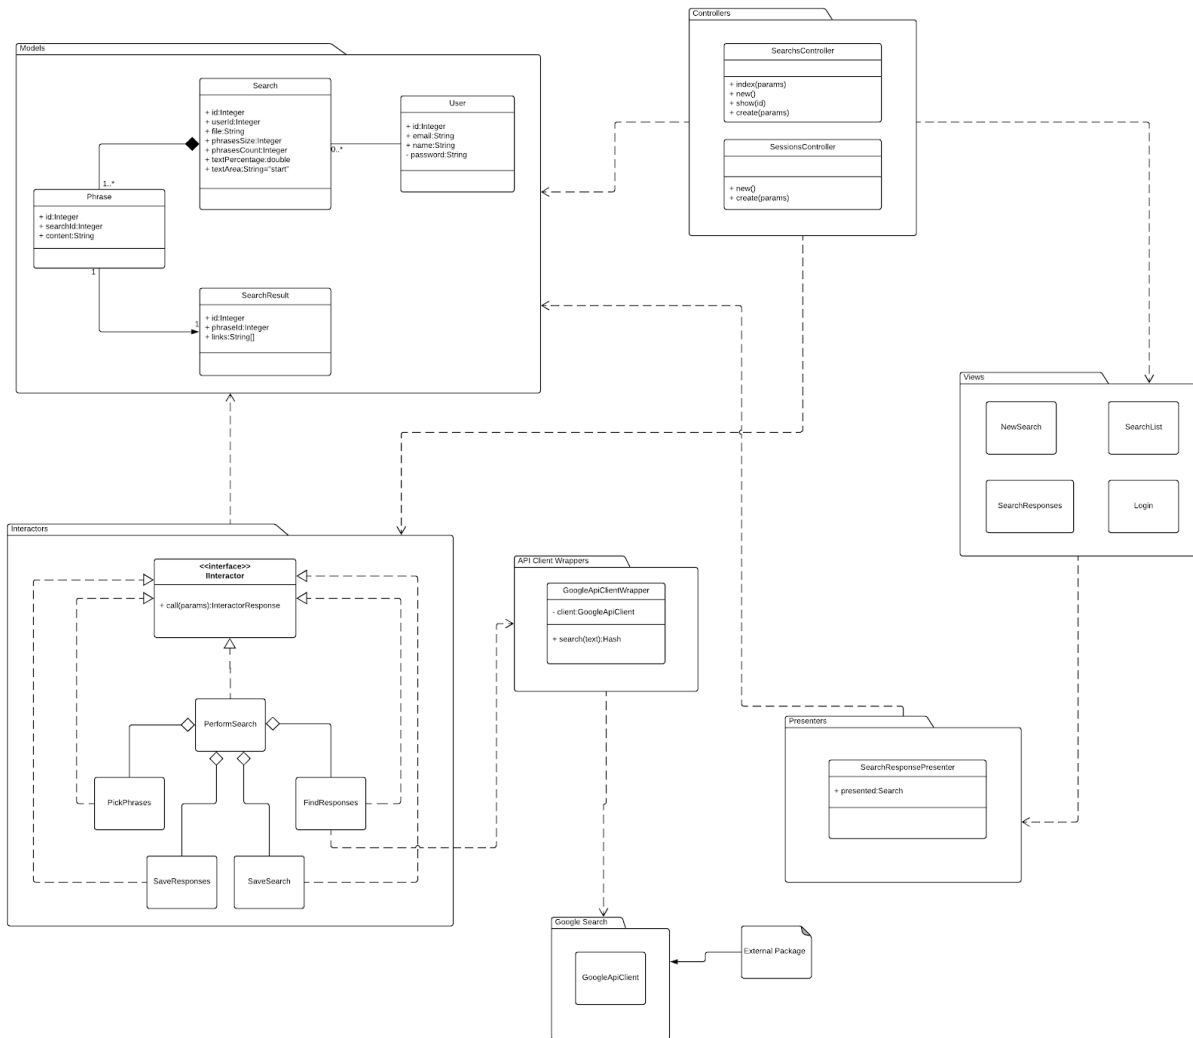 Models
Search
+ id:Integer
+ userId:Integer
+ file:String
+ phrasesSize:Integer
+ phrasesCount:Integer
+ textPercentage:double
+ textArea:String="start"
User
+ id:Integer
+ email:String
+ name:String
- password:String
0..*
1..*
Phrase
+ id:Integer
+ searchId:Integer
+ content:String
1
1
SearchResult
+ id:Integer
+ phraseId:Integer
+ links:String[]
Controllers
SearchsController
+ index(params)
+ new()
+ show(id)
+ create(params)
SessionsController
+ new()
+ create(params)
Views
NewSearch
SearchList
SearchResponses
Login
Interactors
<<interface>>
IInteractor
+ call(params):InteractorResponse
PerformSearch
PickPhrases
FindResponses
SaveResponses
SaveSearch
API Client Wrappers
GoogleApiClientWrapper
- client:GoogleApiClient
+ search(text):Hash
Presenters
SearchResponsePresenter
+ presented:Search
Google Search
GoogleApiClient
External Package